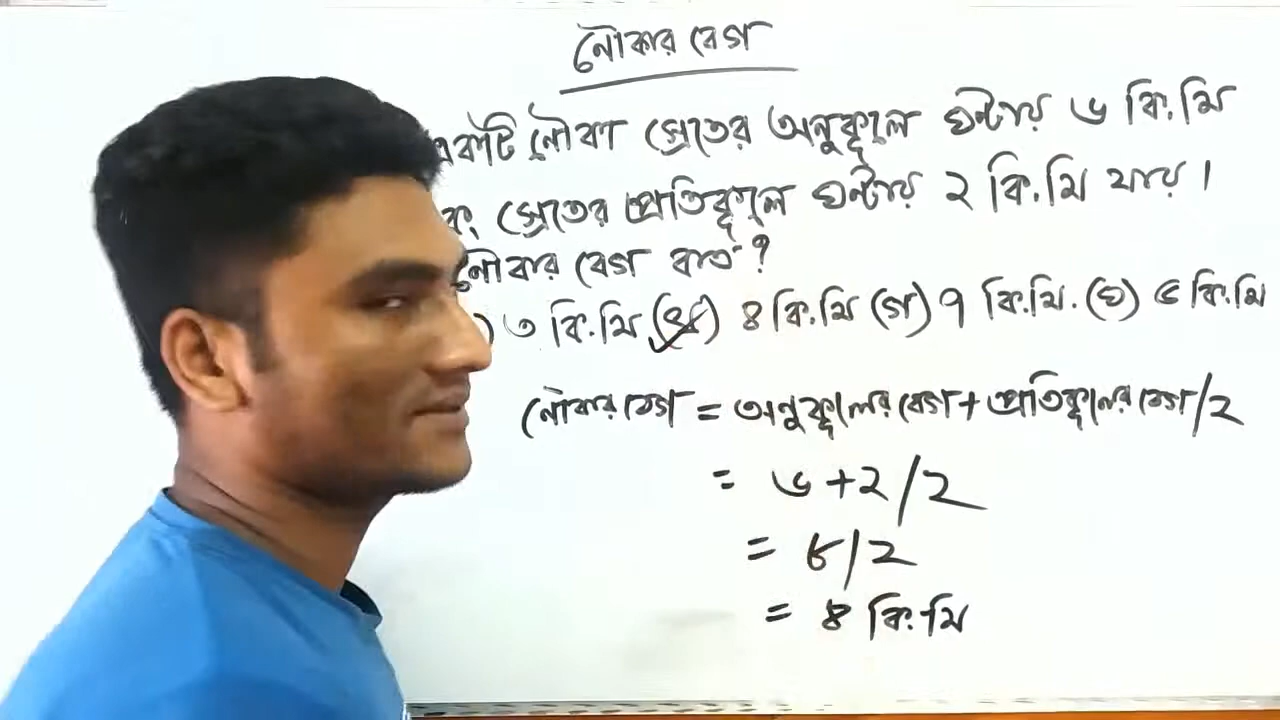 নৌকার বেগ
একটি নৌকা স্রেতের অনুকূলে ঘন্টায় ৬ কি.মি
স্রেতের প্রতিকূলে ঘন্টায় ২ কি.মি যায়।
নৌকার বেগ কত?
) ৩ কি.মি (খ) ৪ কি.মি (গ) ৭ কি.মি. (ঘ) ৫ কি.মি
নৌকার বেগ = অনুকূলের বেগ + প্রতিকূলের বেগ/২
= ৬+২/২
= ৮/২
= ৪ কি.মি